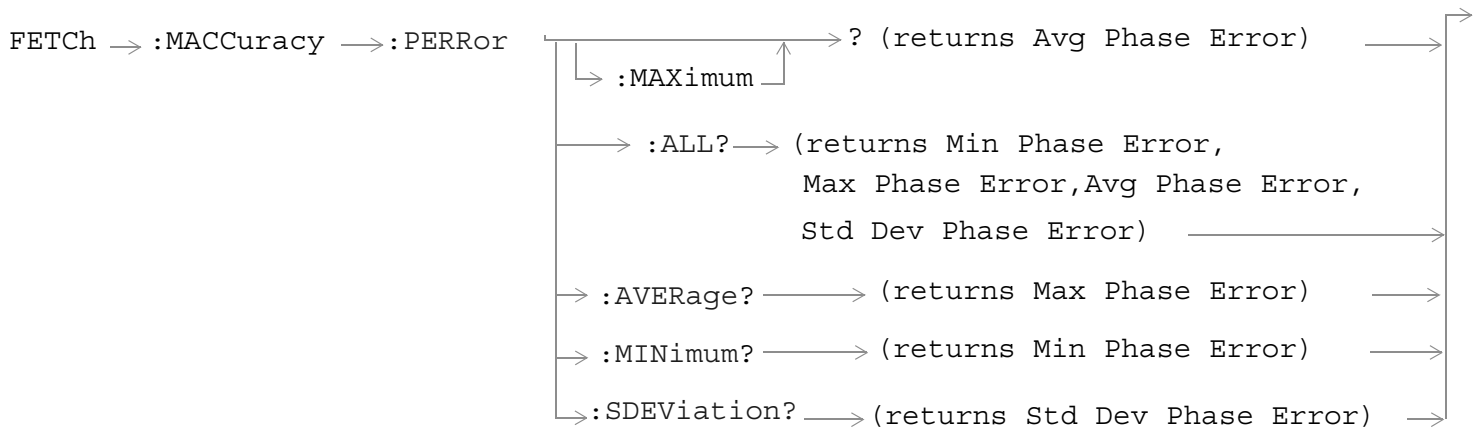 FETCh :MACCuracy :PERRor ? (returns Avg Phase Error)
:MAXimum
:ALL? (returns Min Phase Error,
Max Phase Error,Avg Phase Error,
Std Dev Phase Error)
:AVERage? (returns Max Phase Error)
:MINimum? (returns Min Phase Error)
:SDEViation? (returns Std Dev Phase Error)